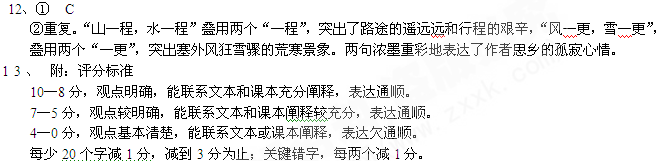 12、① C
②重复。“山一程，水一程”叠用两个“一程”，突出了路途的遥远远和行程的艰辛，“风一更，雪一更”，
叠用两个“一更”，突出塞外风狂雪骤的荒寒景象。两句浓墨重彩地表达了作者思乡的孤寂心情。
13、 附：评分标准
10—8分，观点明确，能联系文本和课本充分阐释，表达通顺。
7—5分，观点较明确，能联系文本和课本阐释较充分，表达通顺。
4—0分，观点基本清楚，能联系文本或课本阐释，表达欠通顺。
每少20个字减1分，减到3分为止；关键错字，每两个减1分。